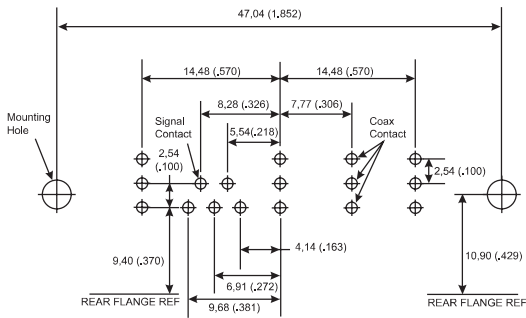 47,04 (1.852)
14,48 (.570)
14,48 (.570)
8,28 (.326)
7,77 (.306)
Mounting
Hole
Signal
Contact
Coax
Contact
5,54(.218)
2,54
(.100)
2,54
(.100)
4,14 (.163)
9,40 (.370)
10,90 (.429)
6,91 (.272)
REAR FLANGE REF
9,68 (.381)
REAR FLANGE REF